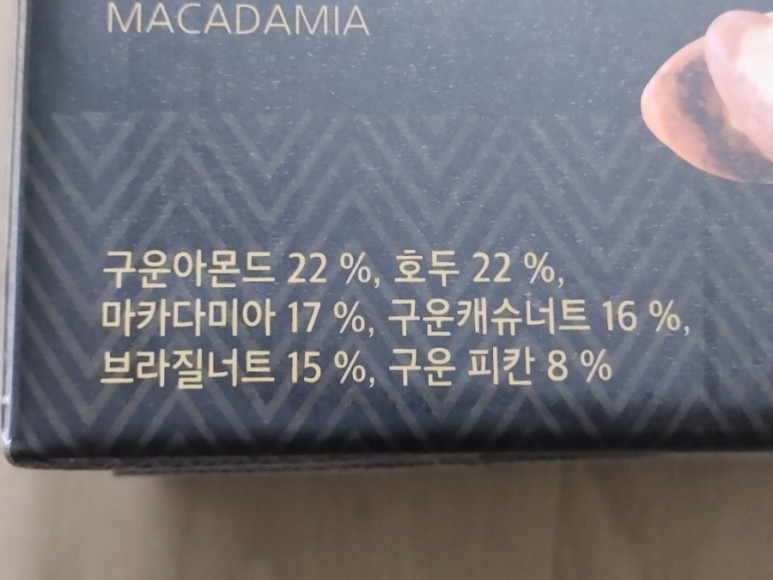 MACADAMIA
구운아몬드 22 %, 호두 22 %,
마카다미아 17 %, 구운캐슈너트 16 %,
브라질너트 15 %, 구운 피칸 8 %